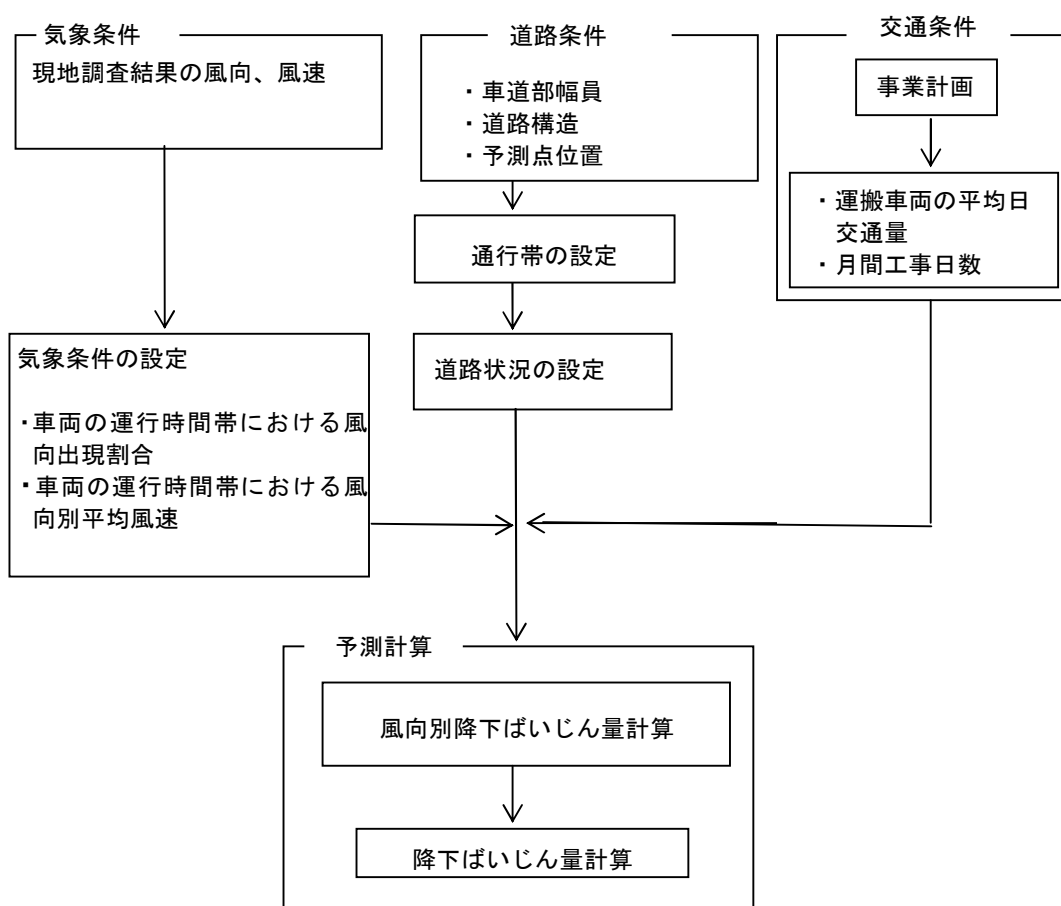 気象条件
現地調査結果の風向、風速
道路条件
・車道部幅員
・道路構造
・予測点位置
交通条件
事業計画
・運搬車両の平均日
交通量
・月間工事日数
通行帯の設定
道路状況の設定
気象条件の設定
・車両の運行時間帯における風
向出現割合
・車両の運行時間帯における風
向別平均風速
予測計算
風向別降下ばいじん量計算
降下ばいじん量計算